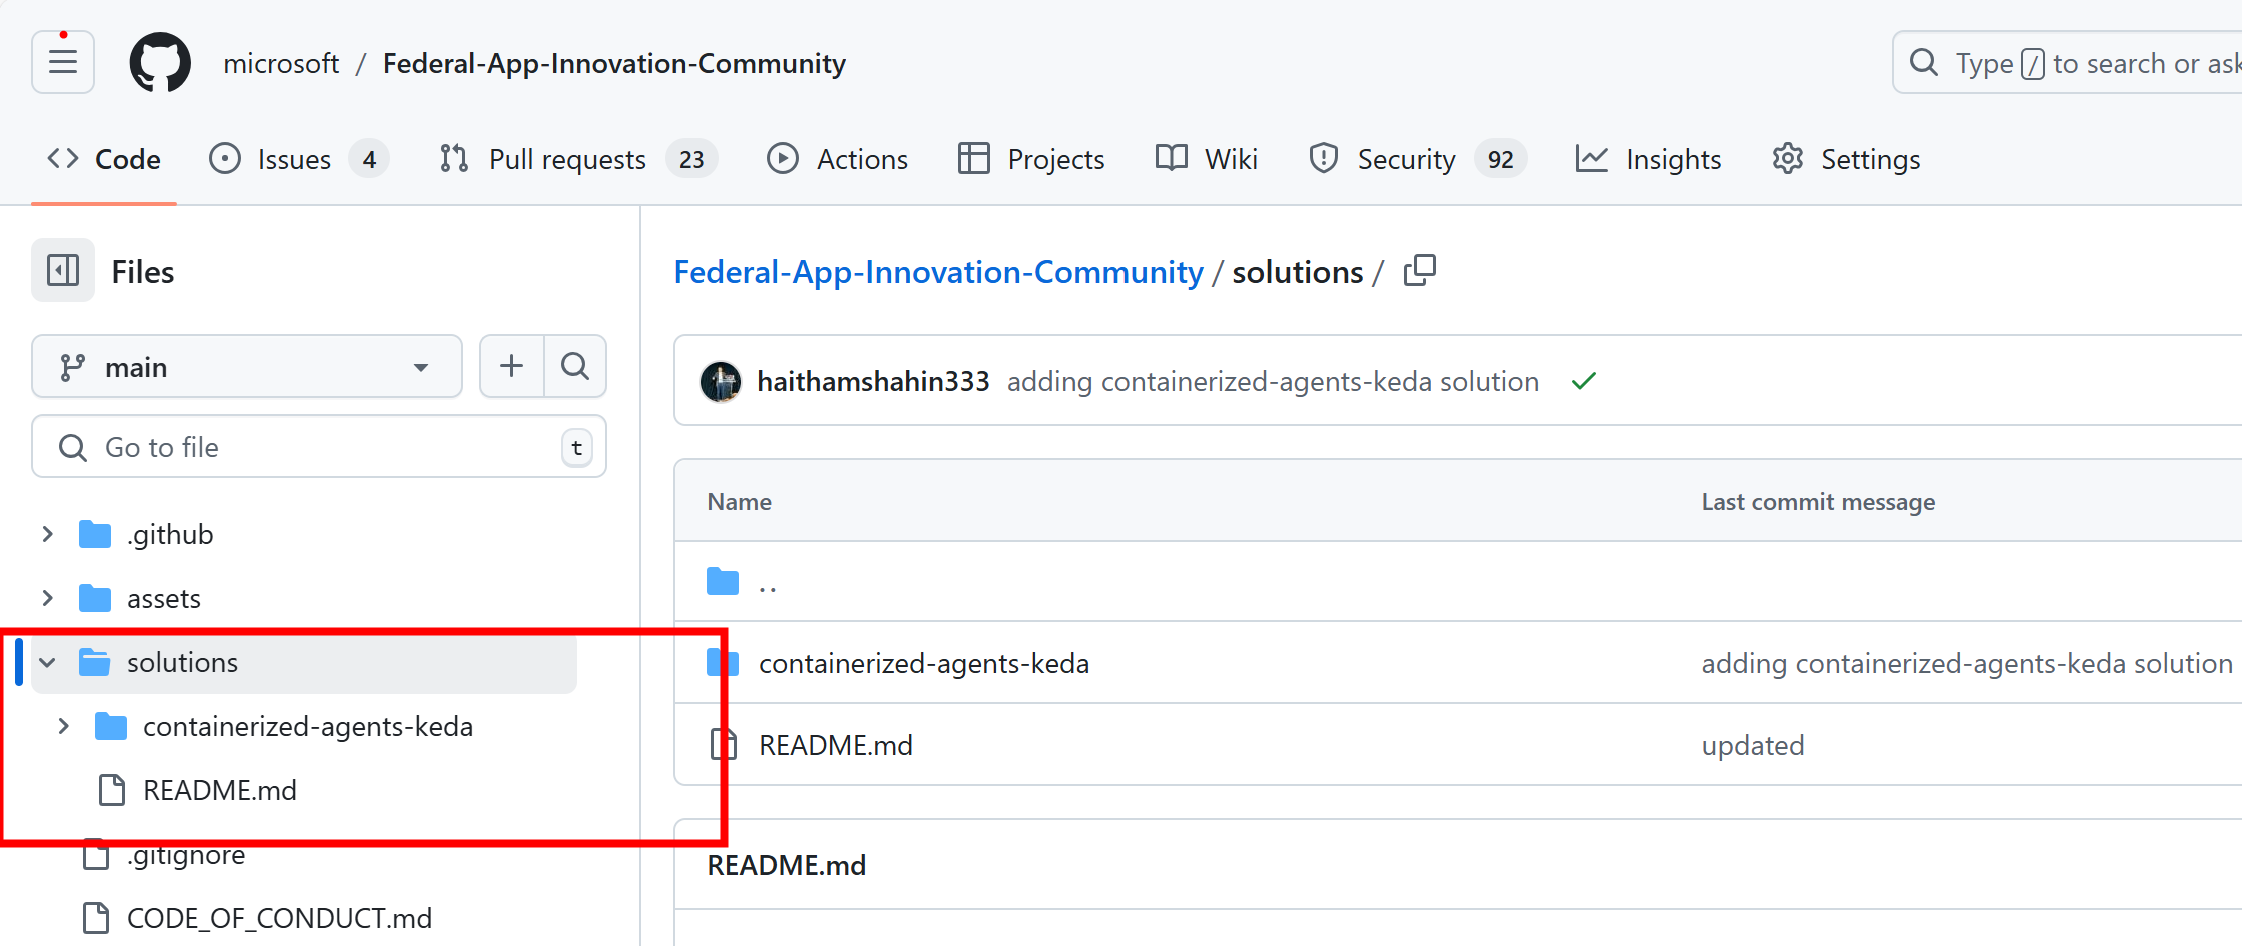 microsoft / Federal-App-Innovation-Community
Type / to search or ask
Code
Issues 4
Pull requests 23
Actions
Projects
Wiki
Security 92
Insights
Settings
Files
main
Go to file
t
.github
assets
solutions
containerized-agents-keda
README.md
.gitignore
CODE_OF_CONDUCT.md
Federal-App-Innovation-Community / solutions /
haithamshahin333 adding containerized-agents-keda solution
Name Last commit message
..
containerized-agents-keda adding containerized-agents-keda solution
README.md updated
README.md